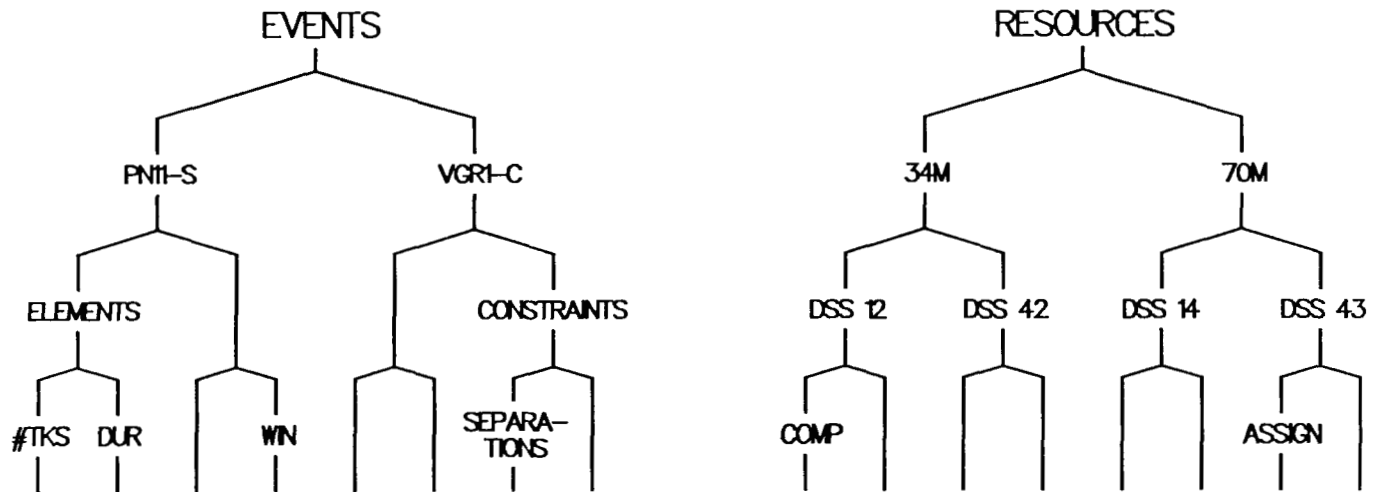 EVENTS
RESOURCES
PN11-S
VGR1-C
34M
70M
ELEMENTS
CONSTRAINTS
DSS 12
DSS 42
DSS 14
DSS 43
#TKS
DUR
WIN
SEPARA-
TIONS
COMP
ASSIGN